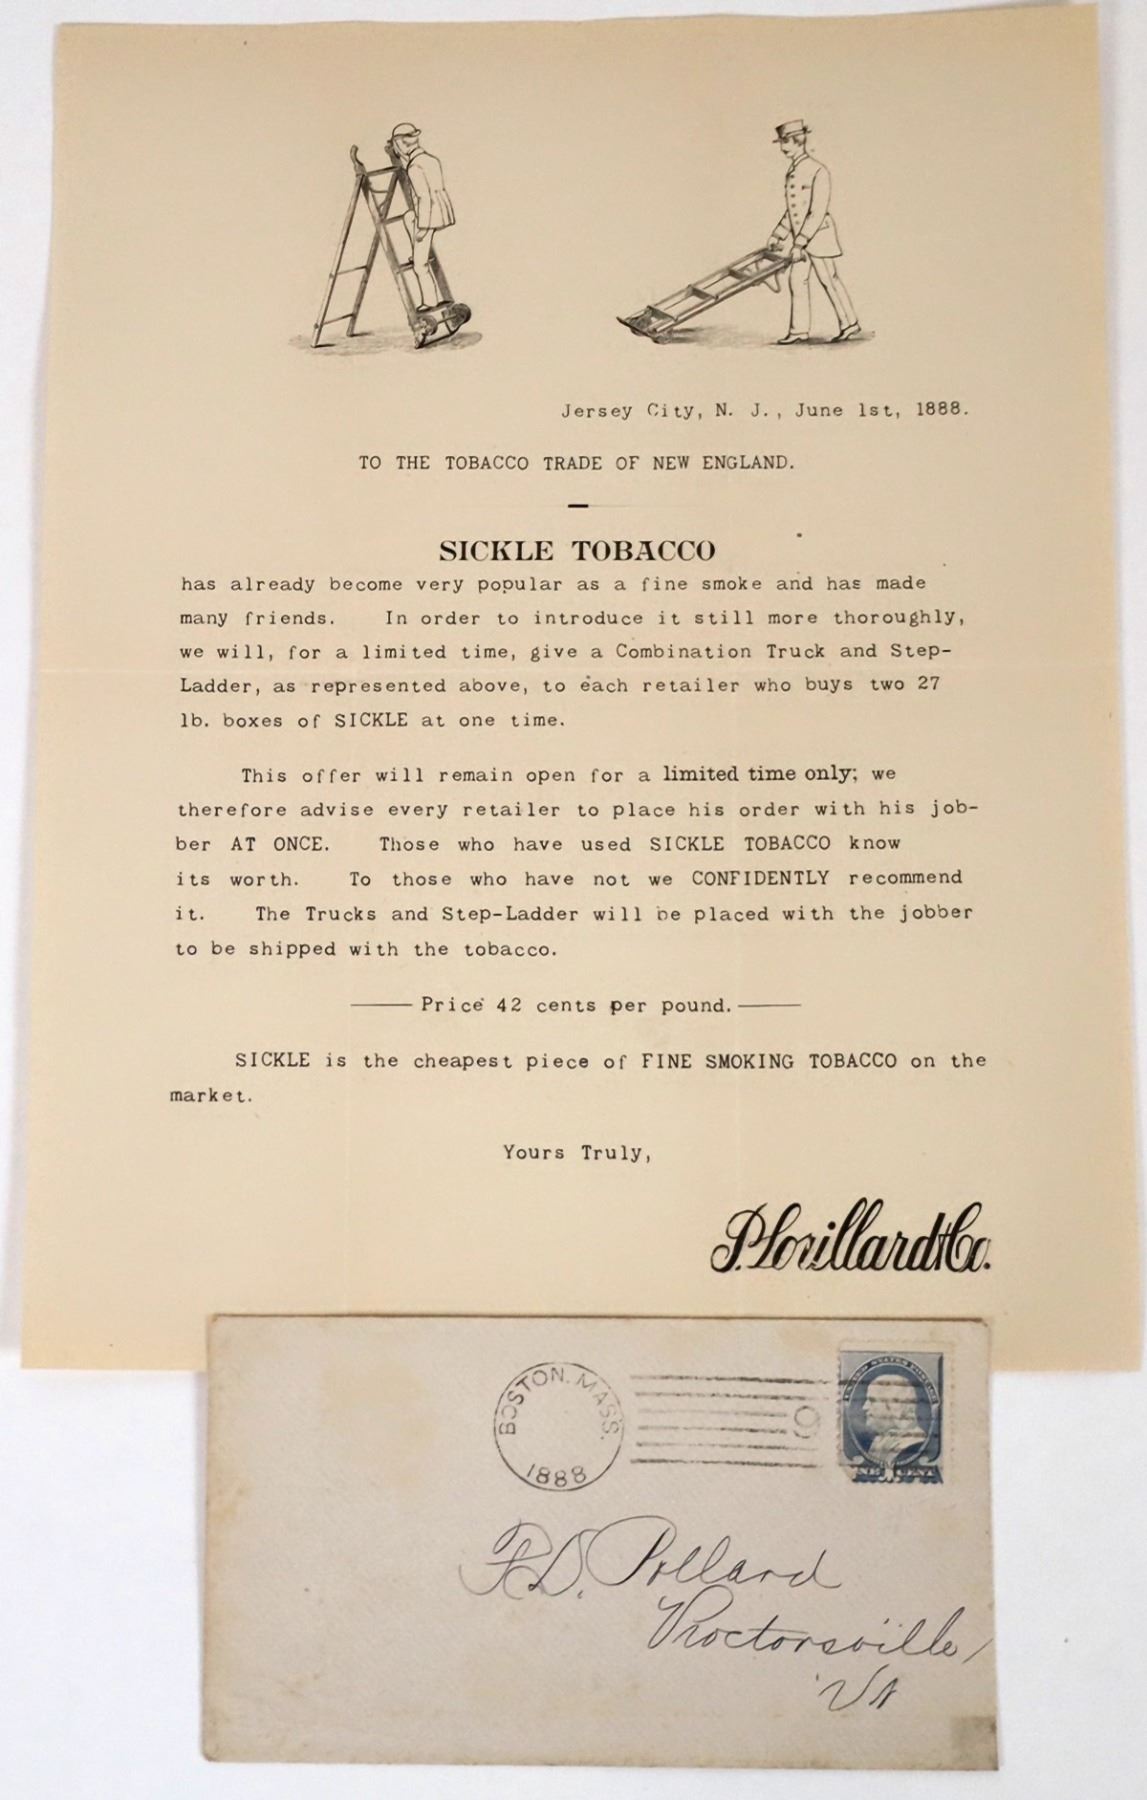 Jersey City, N. J., June 1st, 1888.
TO THE TOBACCO TRADE OF NEW ENGLAND.
SICKLE TOBACCO
has already become very popular as a fine smoke and has made
many friends. In order to introduce it still more thoroughly,
we will, for a limited time, give a Combination Truck and Step-
Ladder, as represented above, to each retailer who buys two 27
lb. boxes of SICKLE at one time.
This offer will remain open for a limited time only; we
therefore advise every retailer to place his order with his job-
ber AT ONCE. Those who have used SICKLE TOBACCO know
its worth. To those who have not we CONFIDENTLY recommend
it. The Trucks and Step-Ladder will be placed with the jobber
to be shipped with the tobacco.
Price 42 cents per pound.
SICKLE is the cheapest piece of FINE SMOKING TOBACCO on the
market.
Yours Truly,
P. Lorillard & Co.
BOSTON. MASS.
1888
UNITED STATES POSTAGE
D. Pollard
Proctorsville
Vt